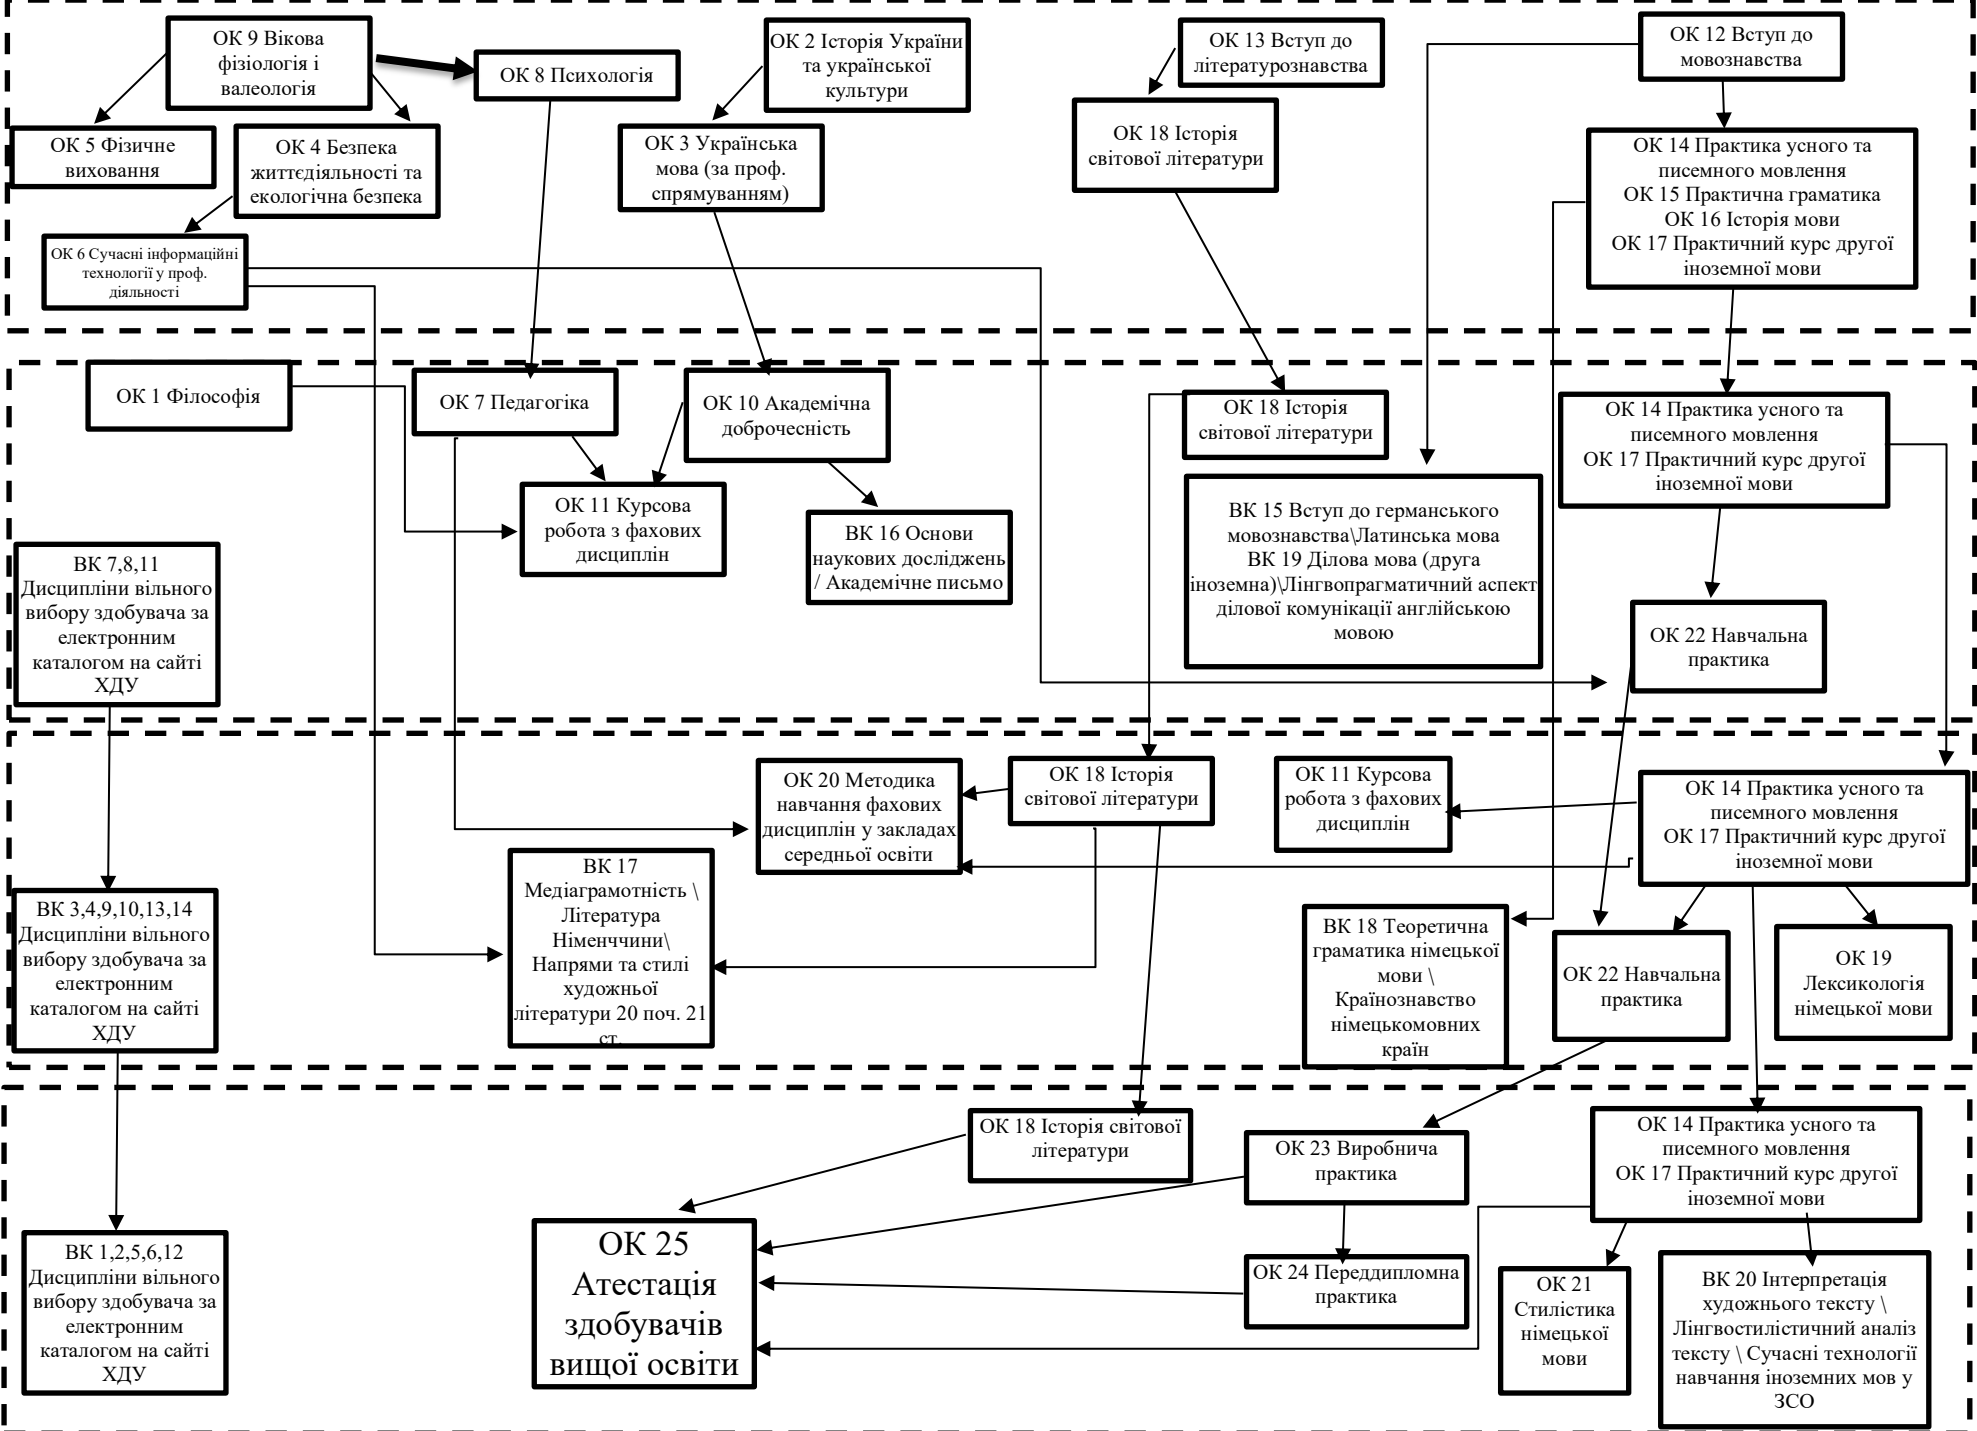 ОК 9 Вікова
фізіологія і
валеологія
ОК 8 Психологія
ОК 2 Історія України
та української
культури
ОК 13 Вступ до
літературознавства
ОК 12 Вступ до
мовознавства
ОК 5 Фізичне
виховання
ОК 4 Безпека
життєдіяльності та
екологічна безпека
ОК 3 Українська
мова (за проф.
спрямуванням)
ОК 18 Історія
світової літератури
ОК 14 Практика усного та
писемного мовлення
ОК 15 Практична граматика
ОК 16 Історія мови
ОК 17 Практичний курс другої
іноземної мови
ОК 6 Сучасні інформаційні
технології у проф.
діяльності
ОК 1 Філософія
ОК 7 Педагогіка
ОК 10 Академічна
доброчесність
ОК 18 Історія
світової літератури
ОК 14 Практика усного та
писемного мовлення
ОК 17 Практичний курс другої
іноземної мови
ОК 11 Курсова
робота з фахових
дисциплін
ВК 16 Основи
наукових досліджень
/ Академічне письмо
ВК 15 Вступ до германського
мовознавства\Латинська мова
ВК 19 Ділова мова (друга
іноземна)\Лінгвопрагматичний аспект
ділової комунікації англійською
мовою
ВК 7,8,11
Дисципліни вільного
вибору здобувача за
електронним
каталогом на сайті
ХДУ
ОК 22 Навчальна
практика
ОК 20 Методика
навчання фахових
дисциплін у закладах
середньої освіти
ОК 18 Історія
світової літератури
ОК 11 Курсова
робота з фахових
дисциплін
ОК 14 Практика усного та
писемного мовлення
ОК 17 Практичний курс другої
іноземної мови
ВК 3,4,9,10,13,14
Дисципліни вільного
вибору здобувача за
електронним
каталогом на сайті
ХДУ
ВК 17
Медіаграмотність \
Література
Німенччини\
Напрями та стилі
художньої
літератури 20 поч. 21
ст.
ВК 18 Теоретична
граматика німецької
мови \
Країнознавство
німецькомовних
країн
ОК 22 Навчальна
практика
ОК 19
Лексикологія
німецької мови
ОК 18 Історія світової
літератури
ОК 23 Виробнича
практика
ОК 14 Практика усного та
писемного мовлення
ОК 17 Практичний курс другої
іноземної мови
ВК 1,2,5,6,12
Дисципліни вільного
вибору здобувача за
електронним
каталогом на сайті
ХДУ
ОК 25
Атестація
здобувачів
вищої освіти
ОК 24 Переддипломна
практика
ОК 21
Стилістика
німецької
мови
ВК 20 Інтерпретація
художнього тексту \
Лінгвостилістичний аналіз
тексту \ Сучасні технології
навчання іноземних мов у
ЗСО